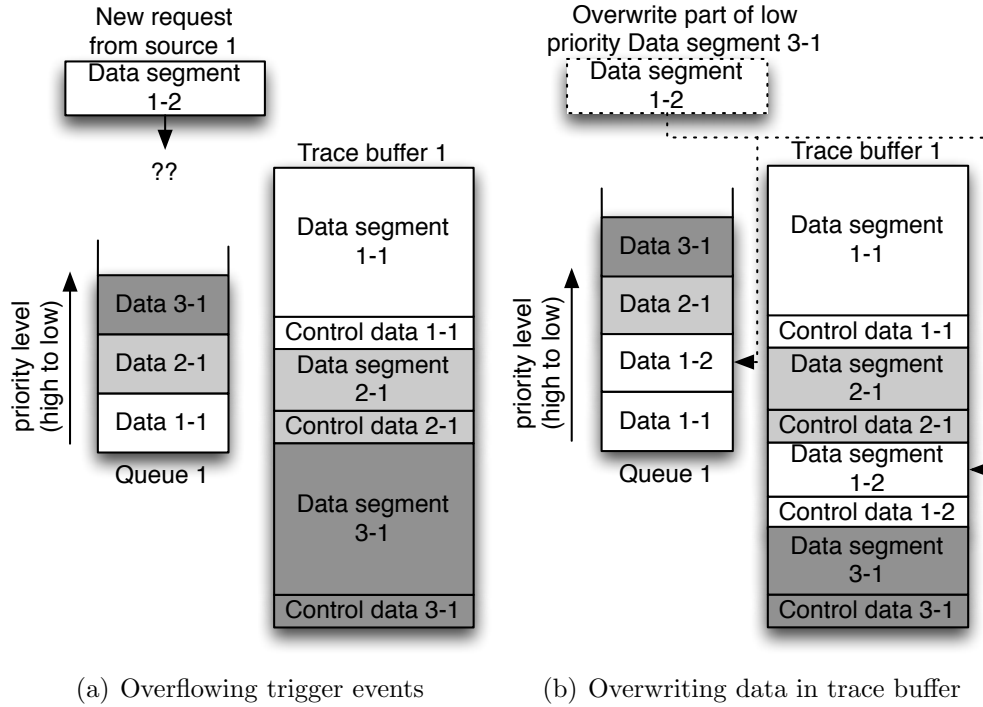 New request
from source 1
Data segment
1-2
??
Trace buffer 1
Data segment
1-1
Control data 1-1
Data segment
2-1
Control data 2-1
Data segment
3-1
Control data 3-1
priority level
(high to low)
Data 3-1
Data 2-1
Data 1-1
Queue 1
(a) Overflowing trigger events
Overwrite part of low
priority Data segment 3-1
Data segment
1-2
Trace buffer 1
Data segment
1-1
Control data 1-1
Data segment
2-1
Control data 2-1
Data segment
1-2
Control data 1-2
Data segment
3-1
Control data 3-1
priority level
(high to low)
Data 3-1
Data 2-1
Data 1-2
Data 1-1
Queue 1
(b) Overwriting data in trace buffer